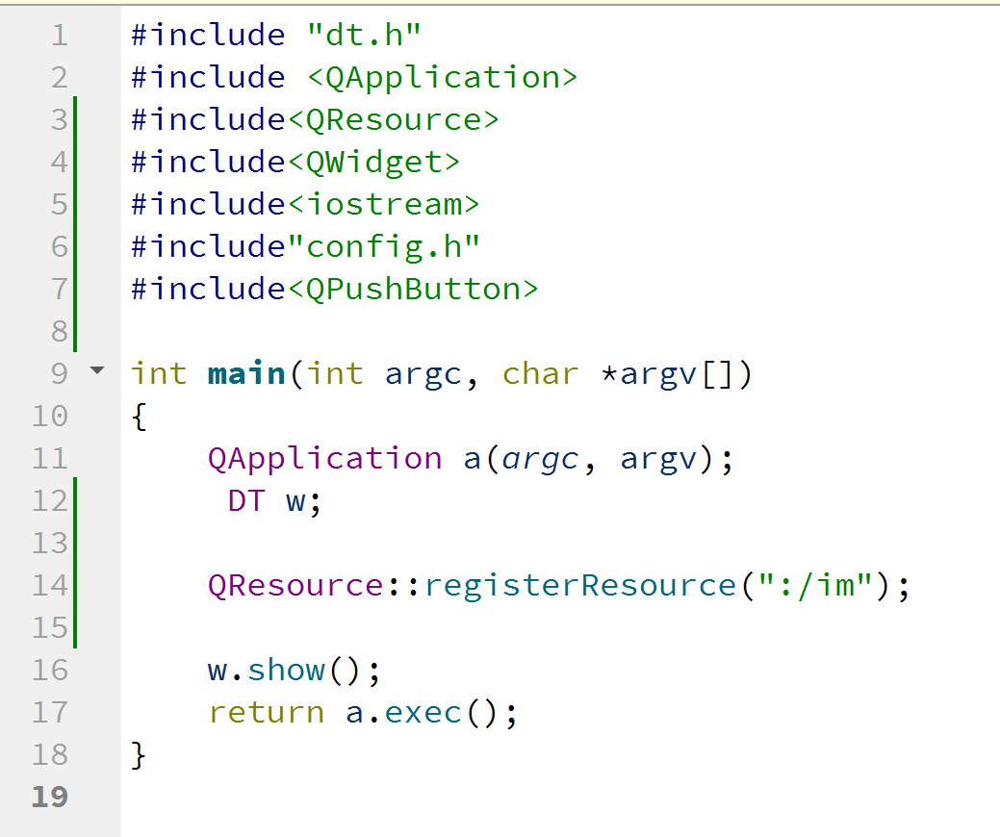 1 #include "dt.h"
2 #include <QApplication>
3 #include<QResource>
4 #include<QWidget>
5 #include<iostream>
6 #include"config.h"
7 #include<QPushButton>
8
9 int main(int argc, char *argv[])
10 {
11     QApplication a(argc, argv);
12      DT w;
13
14     QResource::registerResource(":/im");
15
16     w.show();
17     return a.exec();
18 }
19